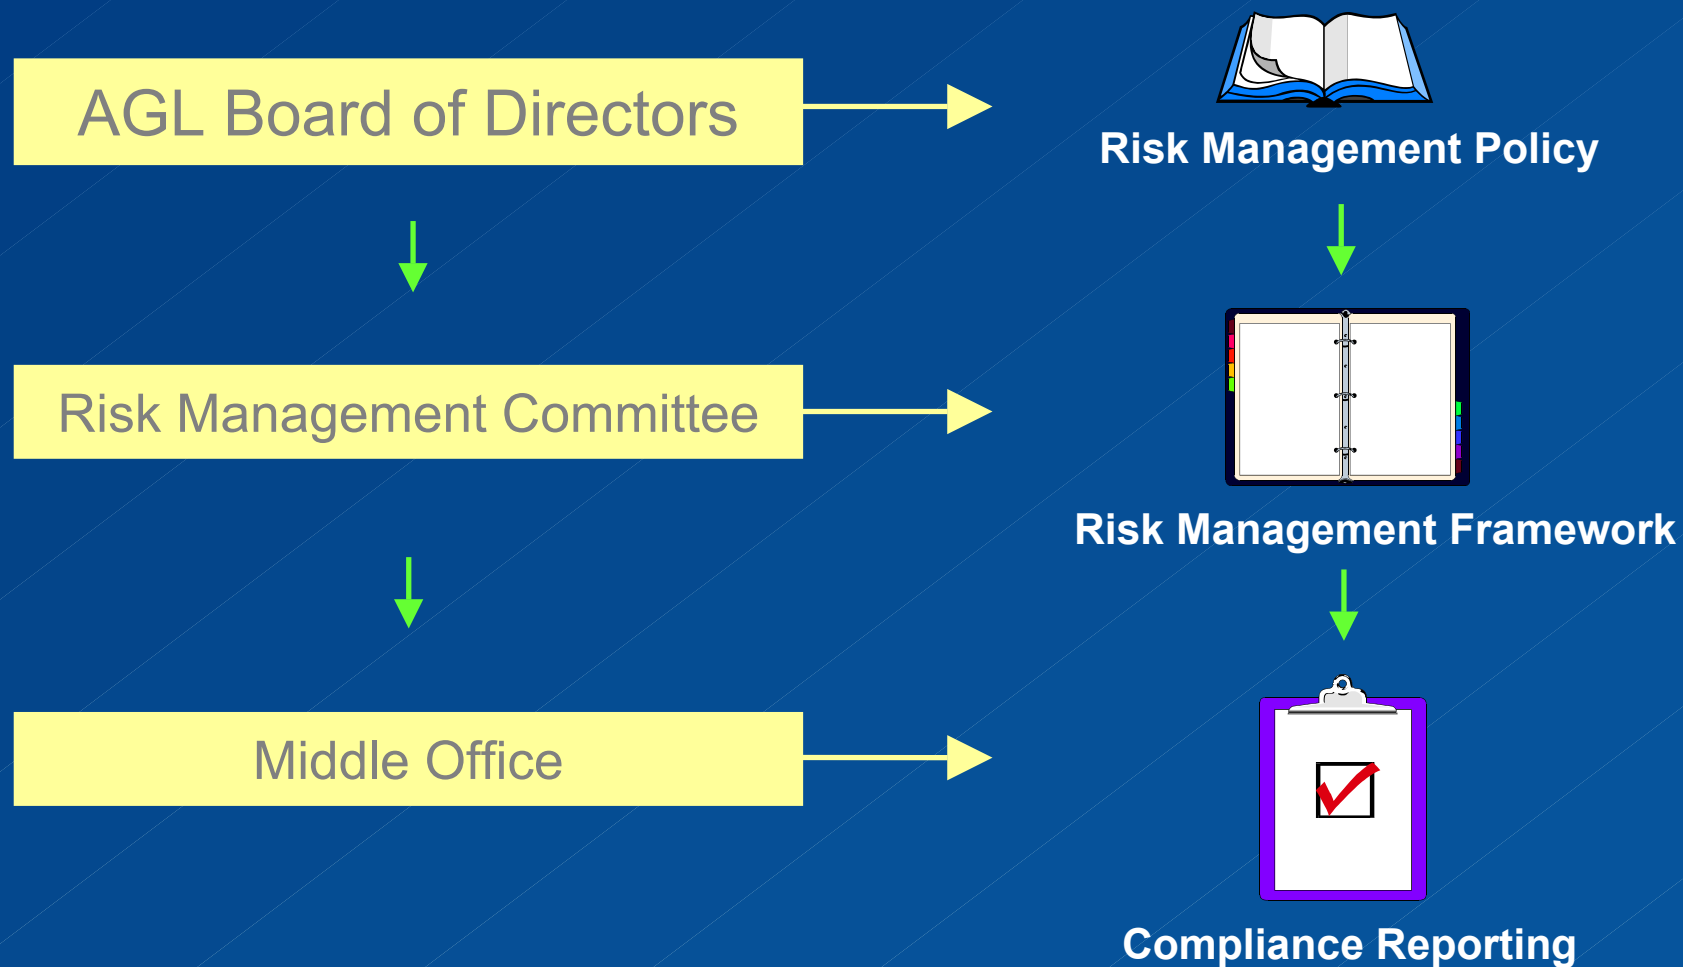 AGL Board of Directors
Risk Management Policy
Risk Management Committee
Risk Management Framework
Middle Office
Compliance Reporting